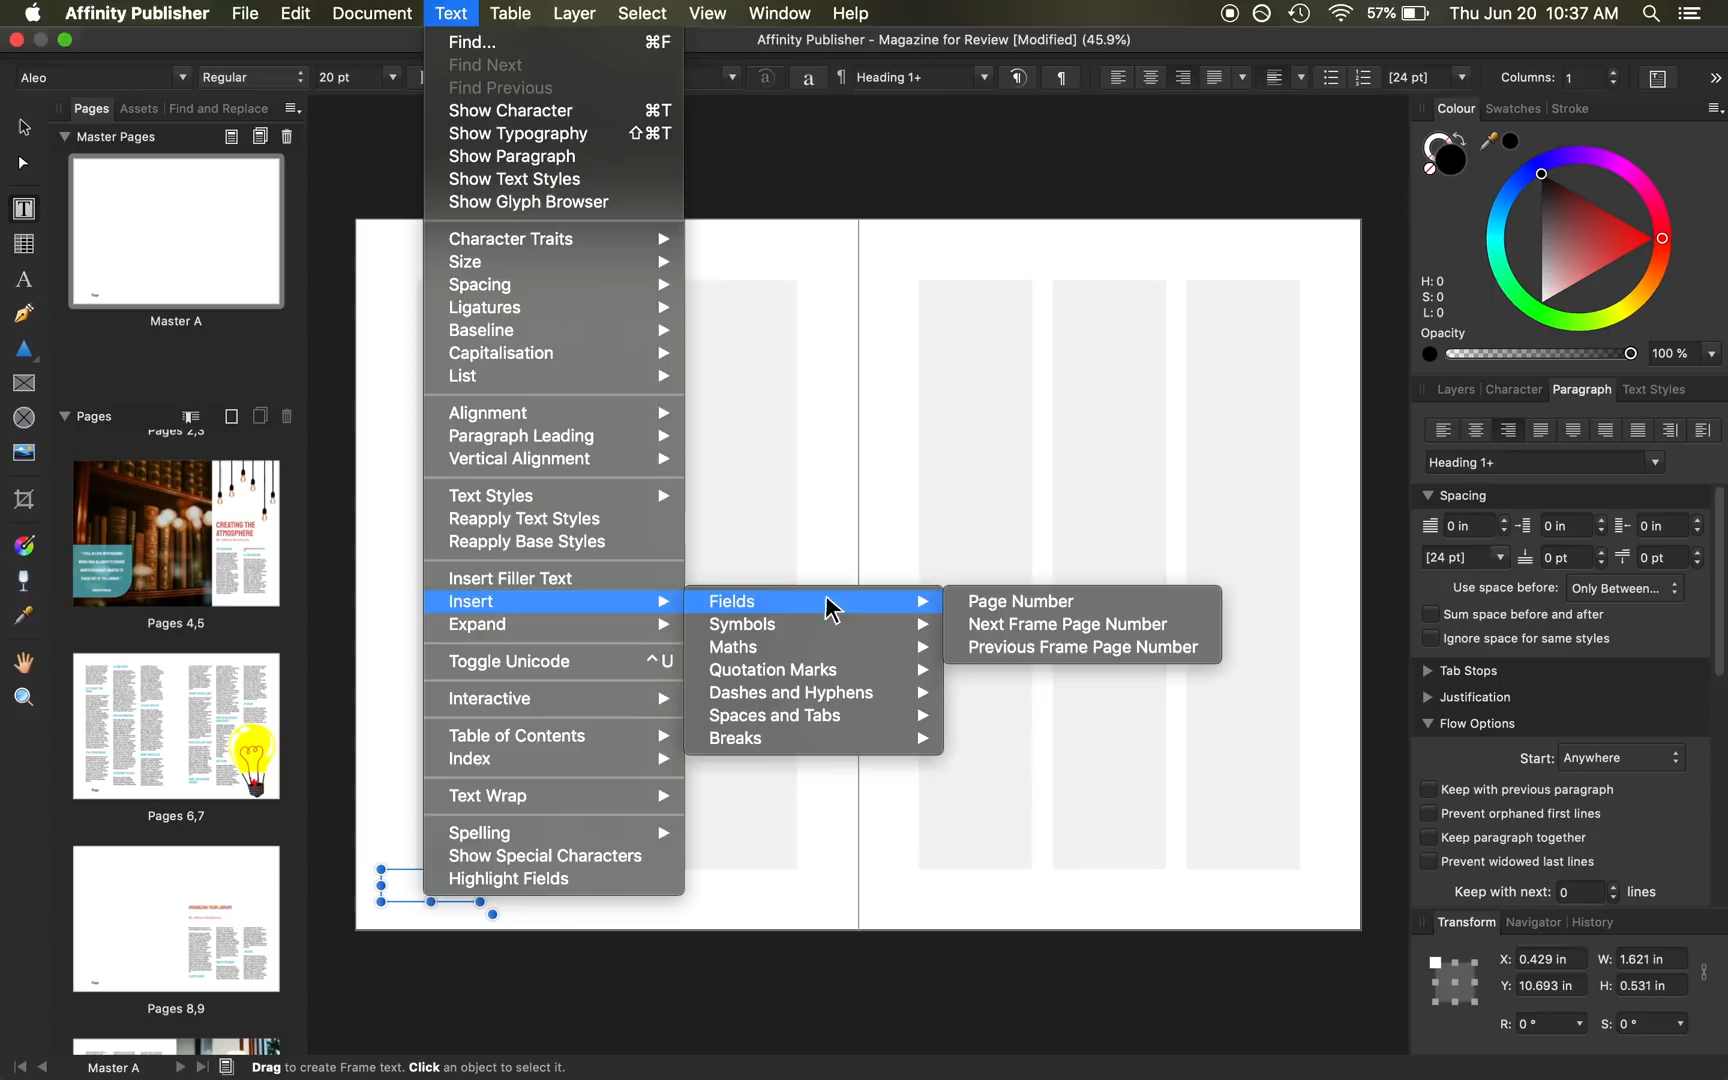 Affinity Publisher File Edit Document Text Table Layer Select View Window Help 57% Thu Jun 20 10:37 AM
Affinity Publisher - Magazine for Review [Modified] (45.9%)
Aleo Regular 20 pt a a ¶ Heading 1+ ¶ ¶ [24 pt] Columns: 1
Pages Assets Find and Replace
Master Pages
Page
Master A
Pages
Pages 2,3
CREATING THE
ATMOSPHERE
Pages 4,5
Pages 6,7
ORGANIZING YOUR LIBRARY
Pages 8,9
Find... ⌘F
Find Next
Find Previous
Show Character ⌘T
Show Typography ⇧⌘T
Show Paragraph
Show Text Styles
Show Glyph Browser
Character Traits
Size
Spacing
Ligatures
Baseline
Capitalisation
List
Alignment
Paragraph Leading
Vertical Alignment
Text Styles
Reapply Text Styles
Reapply Base Styles
Insert Filler Text
Insert
Expand
Toggle Unicode ^U
Interactive
Table of Contents
Index
Text Wrap
Spelling
Show Special Characters
Highlight Fields
Fields
Symbols
Maths
Quotation Marks
Dashes and Hyphens
Spaces and Tabs
Breaks
Page Number
Next Frame Page Number
Previous Frame Page Number
Colour Swatches Stroke
H: 0
S: 0
L: 0
Opacity
100 %
Layers Character Paragraph Text Styles
Heading 1+
Spacing
0 in 0 in 0 in
[24 pt] 0 pt 0 pt
Use space before: Only Between...
Sum space before and after
Ignore space for same styles
Tab Stops
Justification
Flow Options
Start: Anywhere
Keep with previous paragraph
Prevent orphaned first lines
Keep paragraph together
Prevent widowed last lines
Keep with next: 0 lines
Transform Navigator History
X: 0.429 in W: 1.621 in
Y: 10.693 in H: 0.531 in
R: 0 ° S: 0 °
Master A Drag to create Frame text. Click an object to select it.